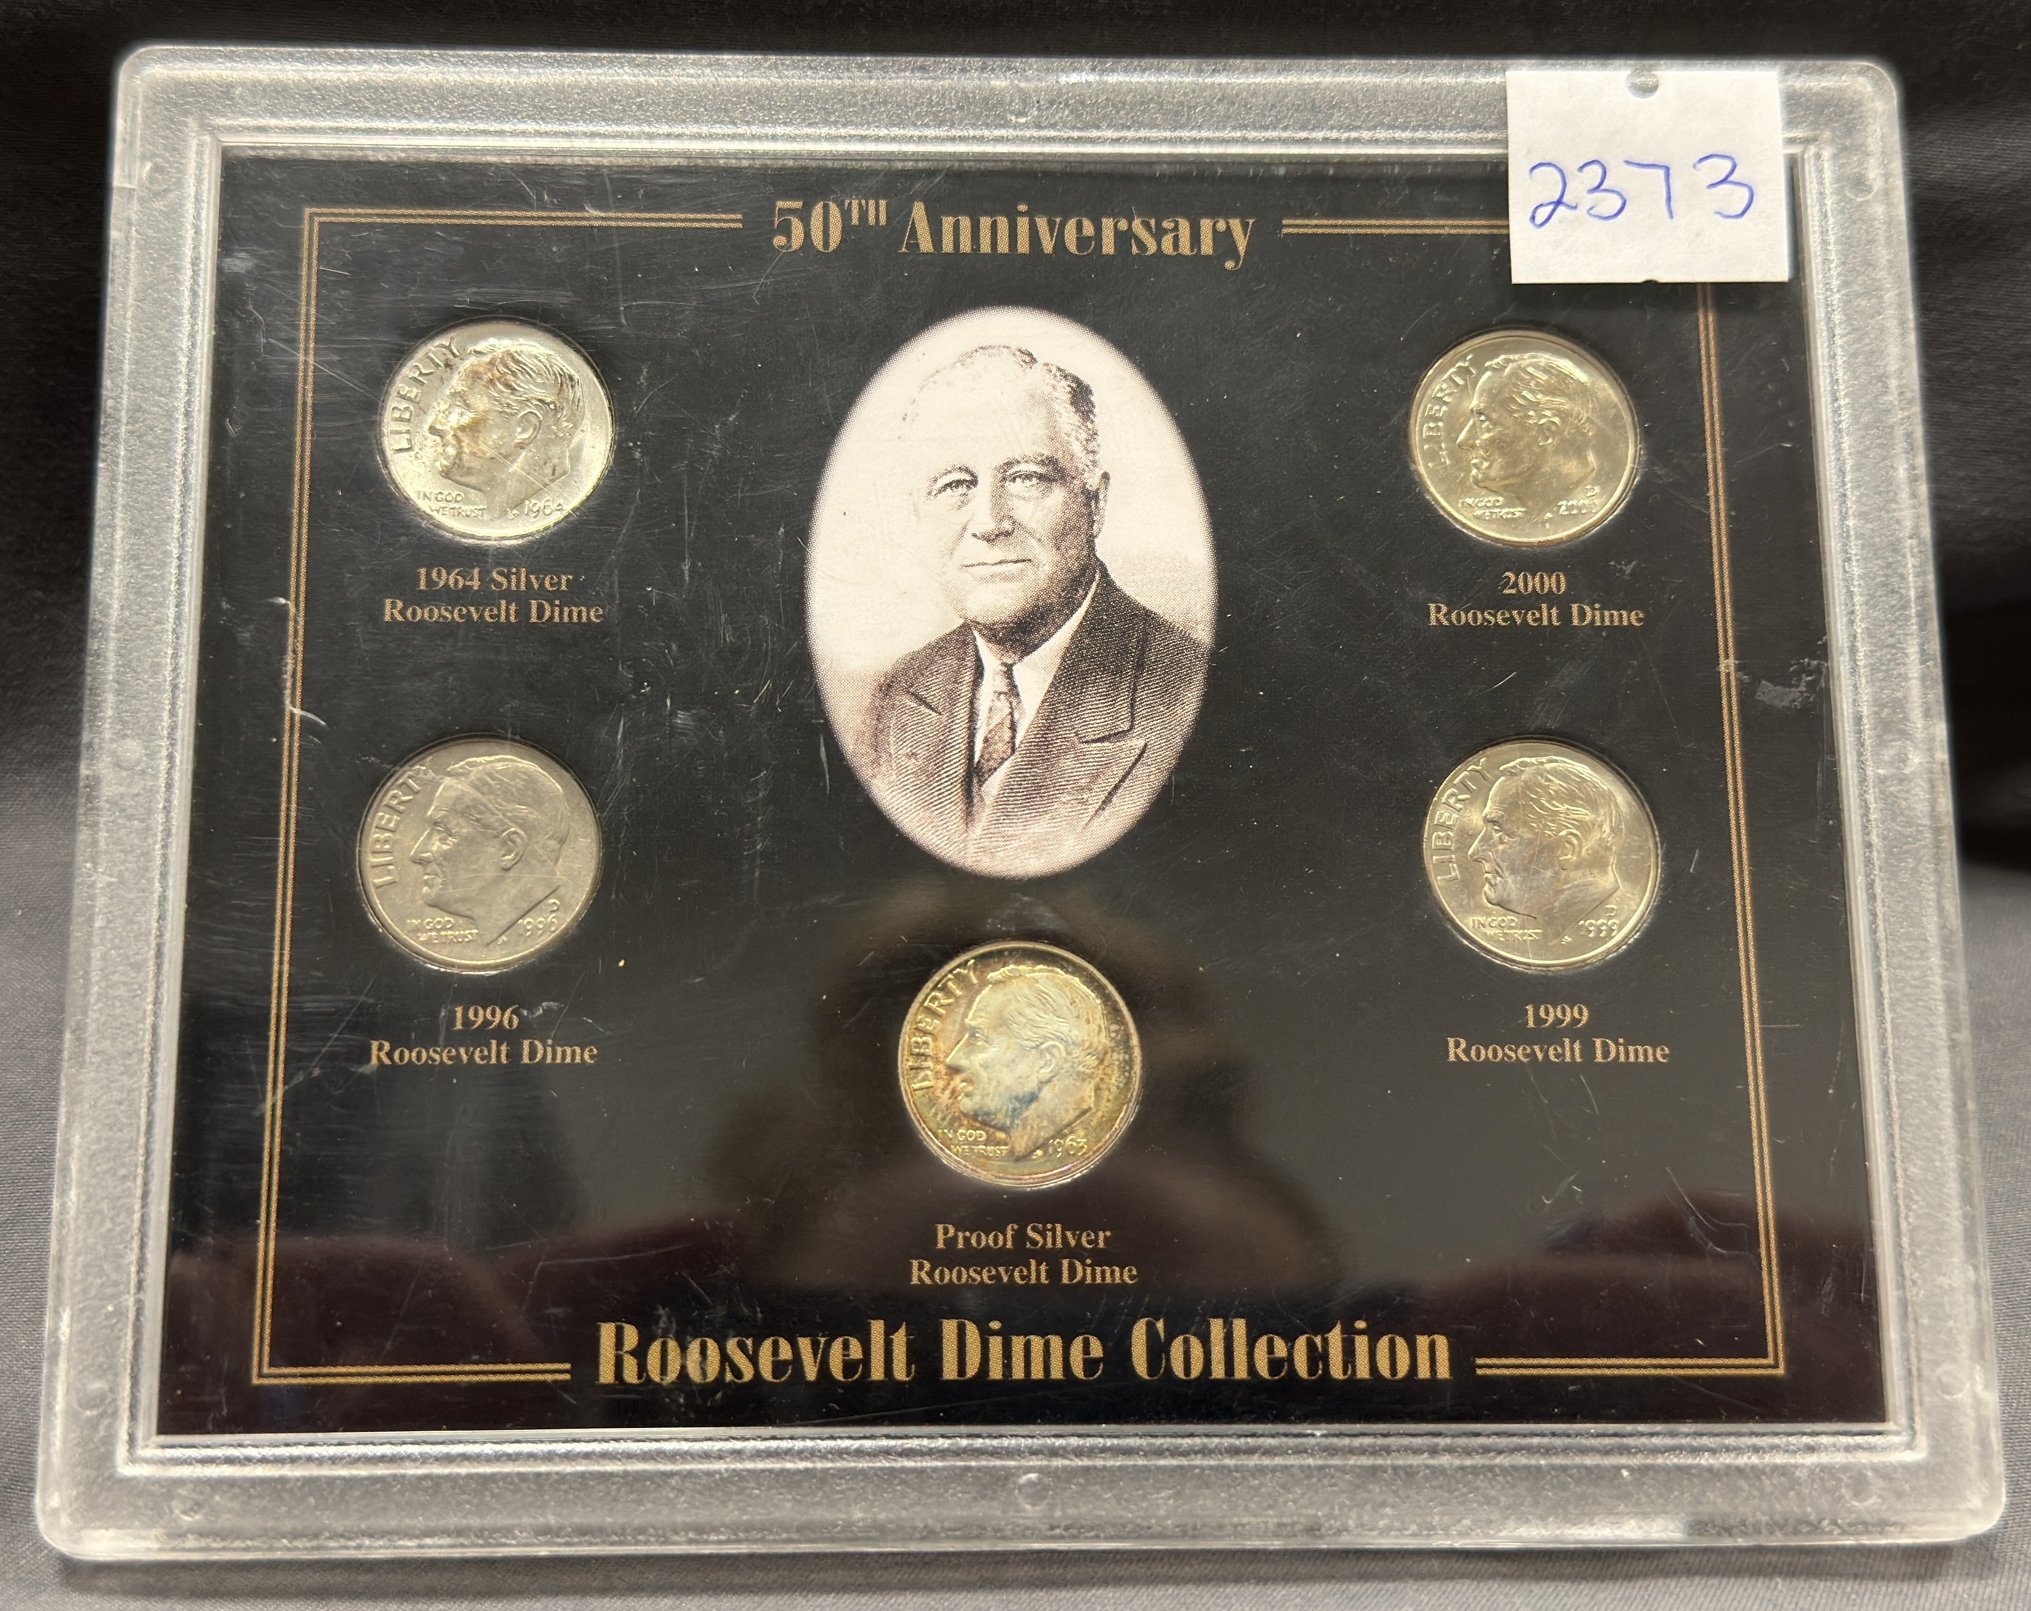 2373
50TH Anniversary
LIBERTY
IN GOD
WE TRUST
1964
1964 Silver
Roosevelt Dime
LIBERTY
IN GOD
WE TRUST
D
2000
2000
Roosevelt Dime
LIBERTY
IN GOD
WE TRUST
D
1996
1996
Roosevelt Dime
LIBERTY
IN GOD
WE TRUST
D
1999
1999
Roosevelt Dime
LIBERTY
IN GOD
WE TRUST
1963
Proof Silver
Roosevelt Dime
Roosevelt Dime Collection